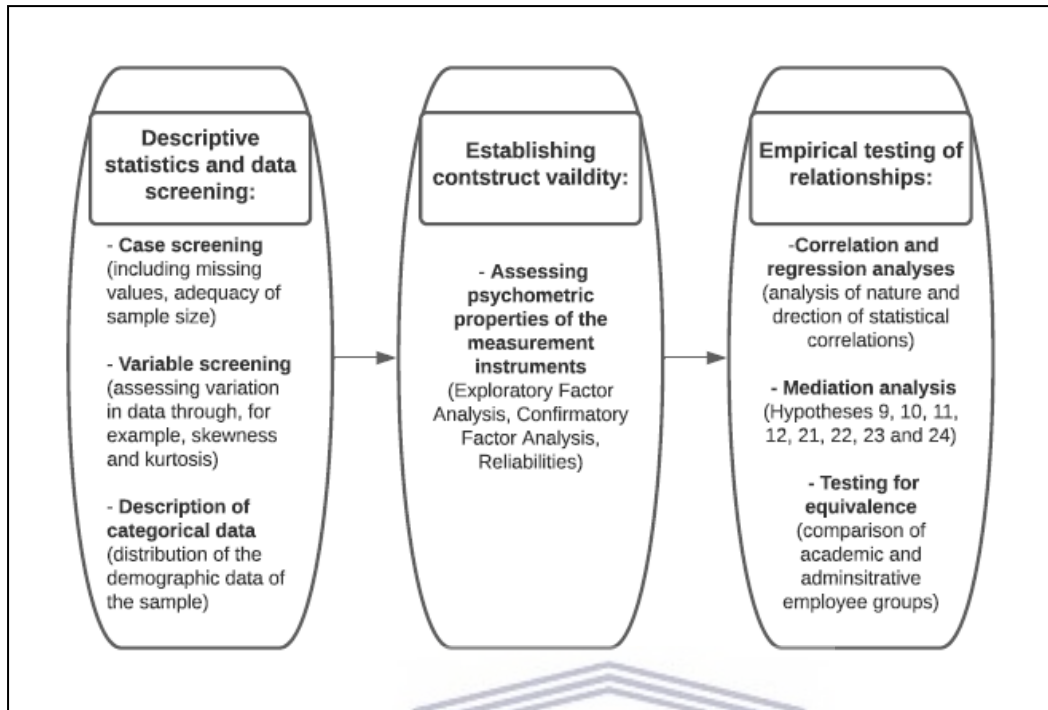 Descriptive
statistics and data
screening:
- Case screening
(including missing
values, adequacy of
sample size)
- Variable screening
(assessing variation
in data through, for
example, skewness
and kurtosis)
- Description of
categorical data
(distribution of the
demographic data of
the sample)
Establishing
contstruct vaildity:
- Assessing
psychometric
properties of the
measurement
instruments
(Exploratory Factor
Analysis, Confirmatory
Factor Analysis,
Reliabilities)
Empirical testing of
relationships:
-Correlation and
regression analyses
(analysis of nature and
drection of statistical
correlations)
- Mediation analysis
(Hypotheses 9, 10, 11,
12, 21, 22, 23 and 24)
- Testing for
equivalence
(comparison of
academic and
adminsitrative
employee groups)